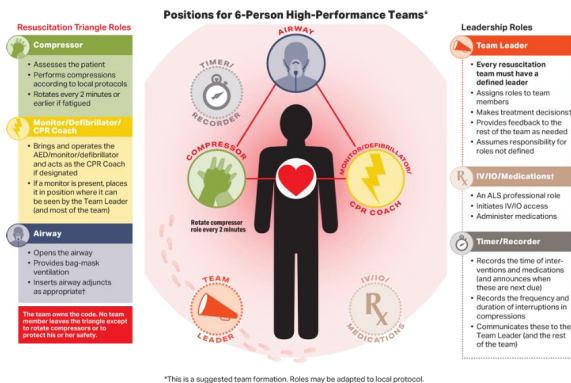 Positions for 6-Person High-Performance Teams*
Resuscitation Triangle Roles
Compressor
• Assesses the patient
• Performs compressions
according to local protocols
• Rotates every 2 minutes or
earlier if fatigued
Monitor/Defibrillator/
CPR Coach
• Brings and operates the
AED/monitor/defibrillator
and acts as the CPR Coach
if designated
• If a monitor is present, places
it in position where it can
be seen by the Team Leader
(and most of the team)
Airway
• Opens the airway
• Provides bag-mask
ventilation
• Inserts airway adjuncts
as appropriate†
The team owns the code. No team
member leaves the triangle except
to rotate compressors or to
protect his or her safety.
AIRWAY
TIMER/
RECORDER
COMPRESSOR
MONITOR/DEFIBRILLATOR/
CPR COACH
Rotate compressor
role every 2 minutes
TEAM
LEADER
IV/IO/
MEDICATIONS
Rx
Leadership Roles
Team Leader
• Every resuscitation
team must have a
defined leader
• Assigns roles to team
members
• Makes treatment decisions†
• Provides feedback to the
rest of the team as needed
• Assumes responsibility for
roles not defined
Rx
IV/IO/Medications†
• An ALS professional role
• Initiates IV/IO access
• Administer medications
Timer/Recorder
• Records the time of inter-
ventions and medications
(and announces when
these are next due)
• Records the frequency and
duration of interruptions in
compressions
• Communicates these to the
Team Leader (and the rest
of the team)
*This is a suggested team formation. Roles may be adapted to local protocol.